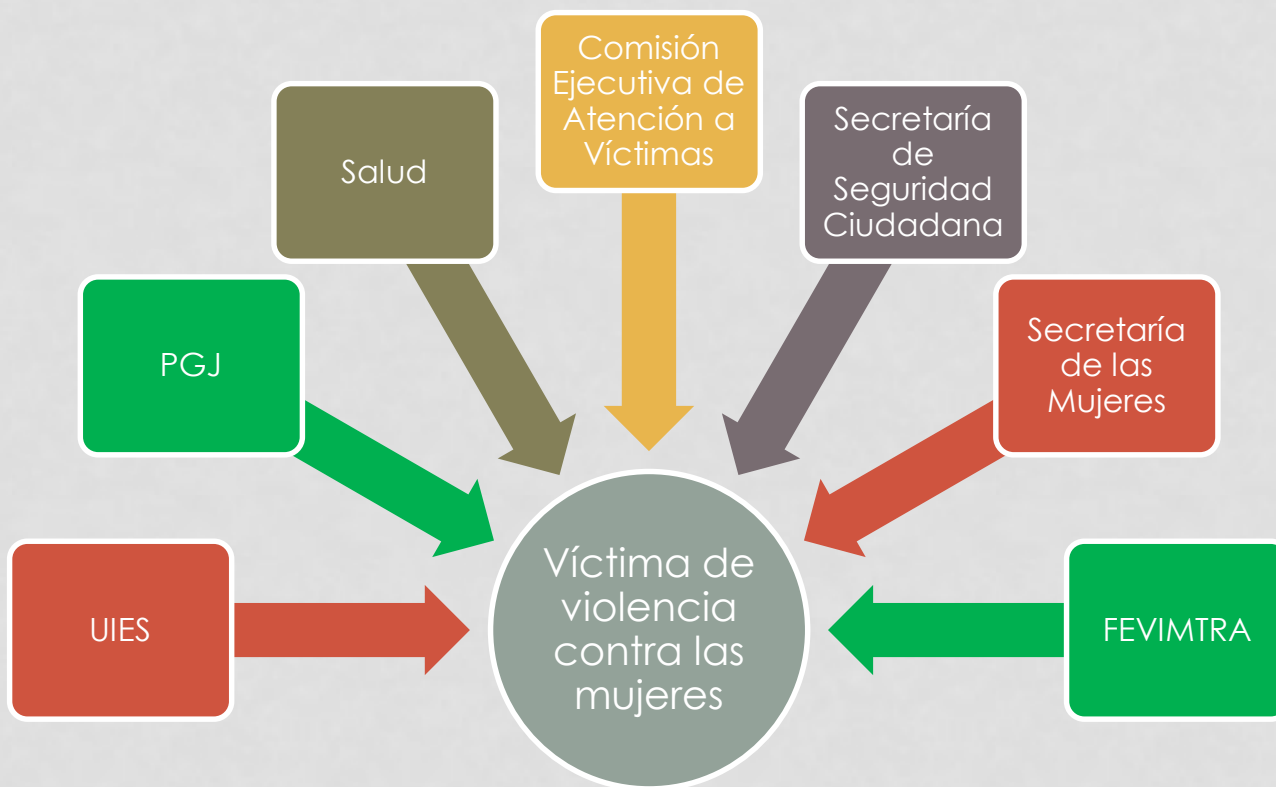 Comisión
Ejecutiva de
Atención a
Víctimas
Salud
Secretaría
de
Seguridad
Ciudadana
PGJ
Secretaría
de las
Mujeres
UIES
Víctima de
violencia
contra las
mujeres
FEVIMTRA